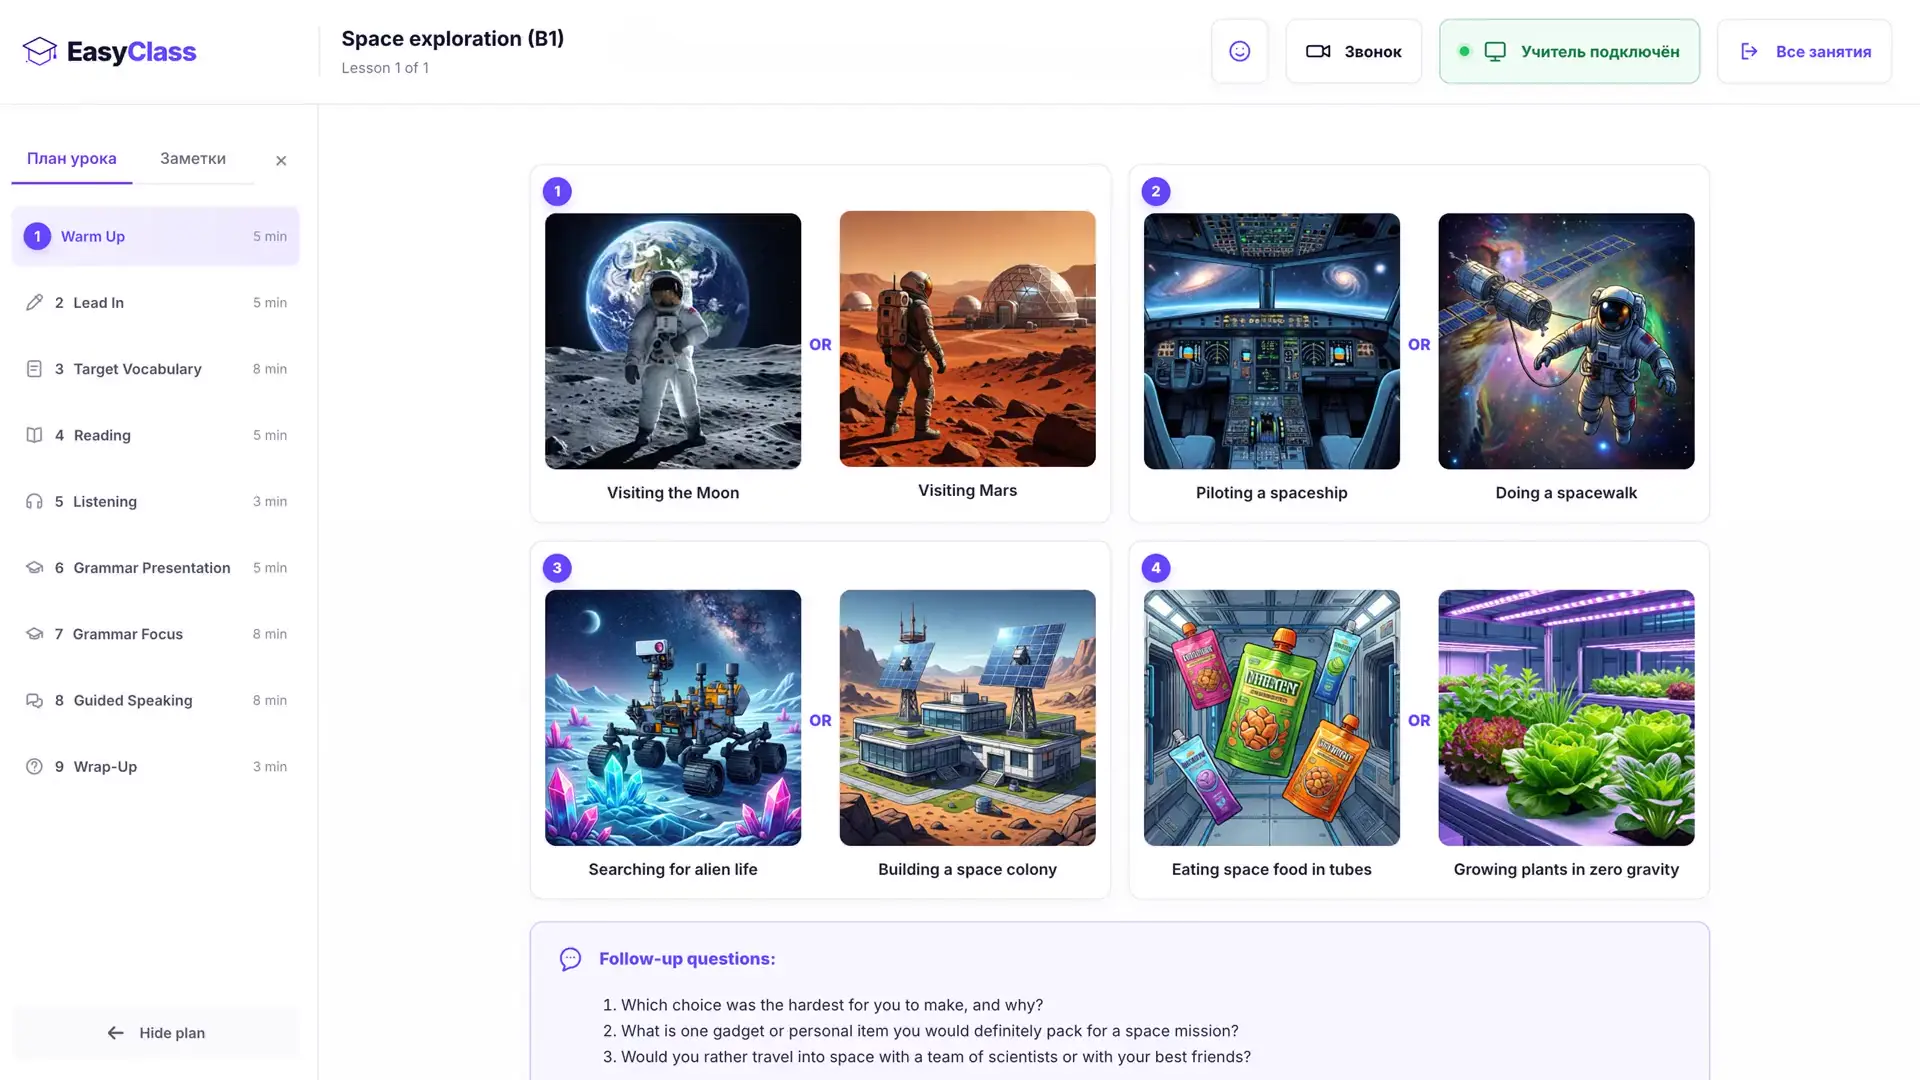 EasyClass
Space exploration (B1)
Lesson 1 of 1
Звонок
Учитель подключён
Все занятия
План урока
Заметки
1 Warm Up 5 min
2 Lead In 5 min
3 Target Vocabulary 8 min
4 Reading 5 min
5 Listening 3 min
6 Grammar Presentation 5 min
7 Grammar Focus 8 min
8 Guided Speaking 8 min
9 Wrap-Up 3 min
Hide plan
1
OR
Visiting the Moon
Visiting Mars
2
OR
Piloting a spaceship
Doing a spacewalk
3
OR
Searching for alien life
Building a space colony
4
OR
Eating space food in tubes
Growing plants in zero gravity
Follow-up questions:
1. Which choice was the hardest for you to make, and why?
2. What is one gadget or personal item you would definitely pack for a space mission?
3. Would you rather travel into space with a team of scientists or with your best friends?